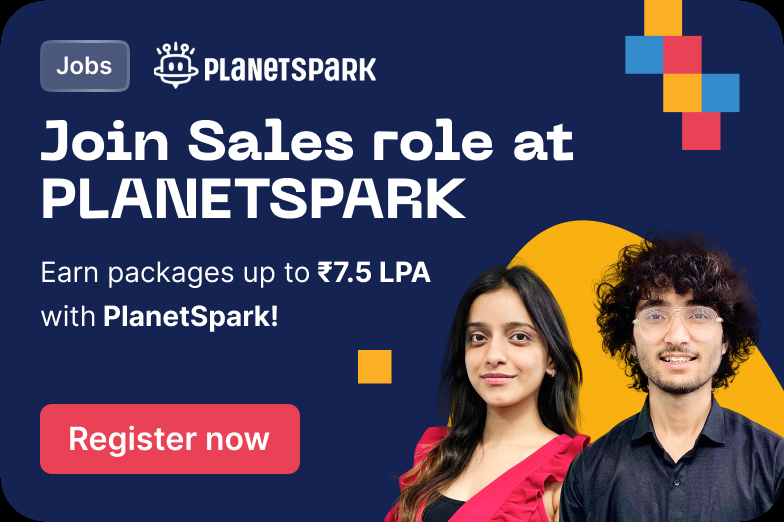 Jobs
PLANETSPARK
Join Sales role at
PLANETSPARK
Earn packages up to ₹7.5 LPA
with PlanetSpark!
Register now